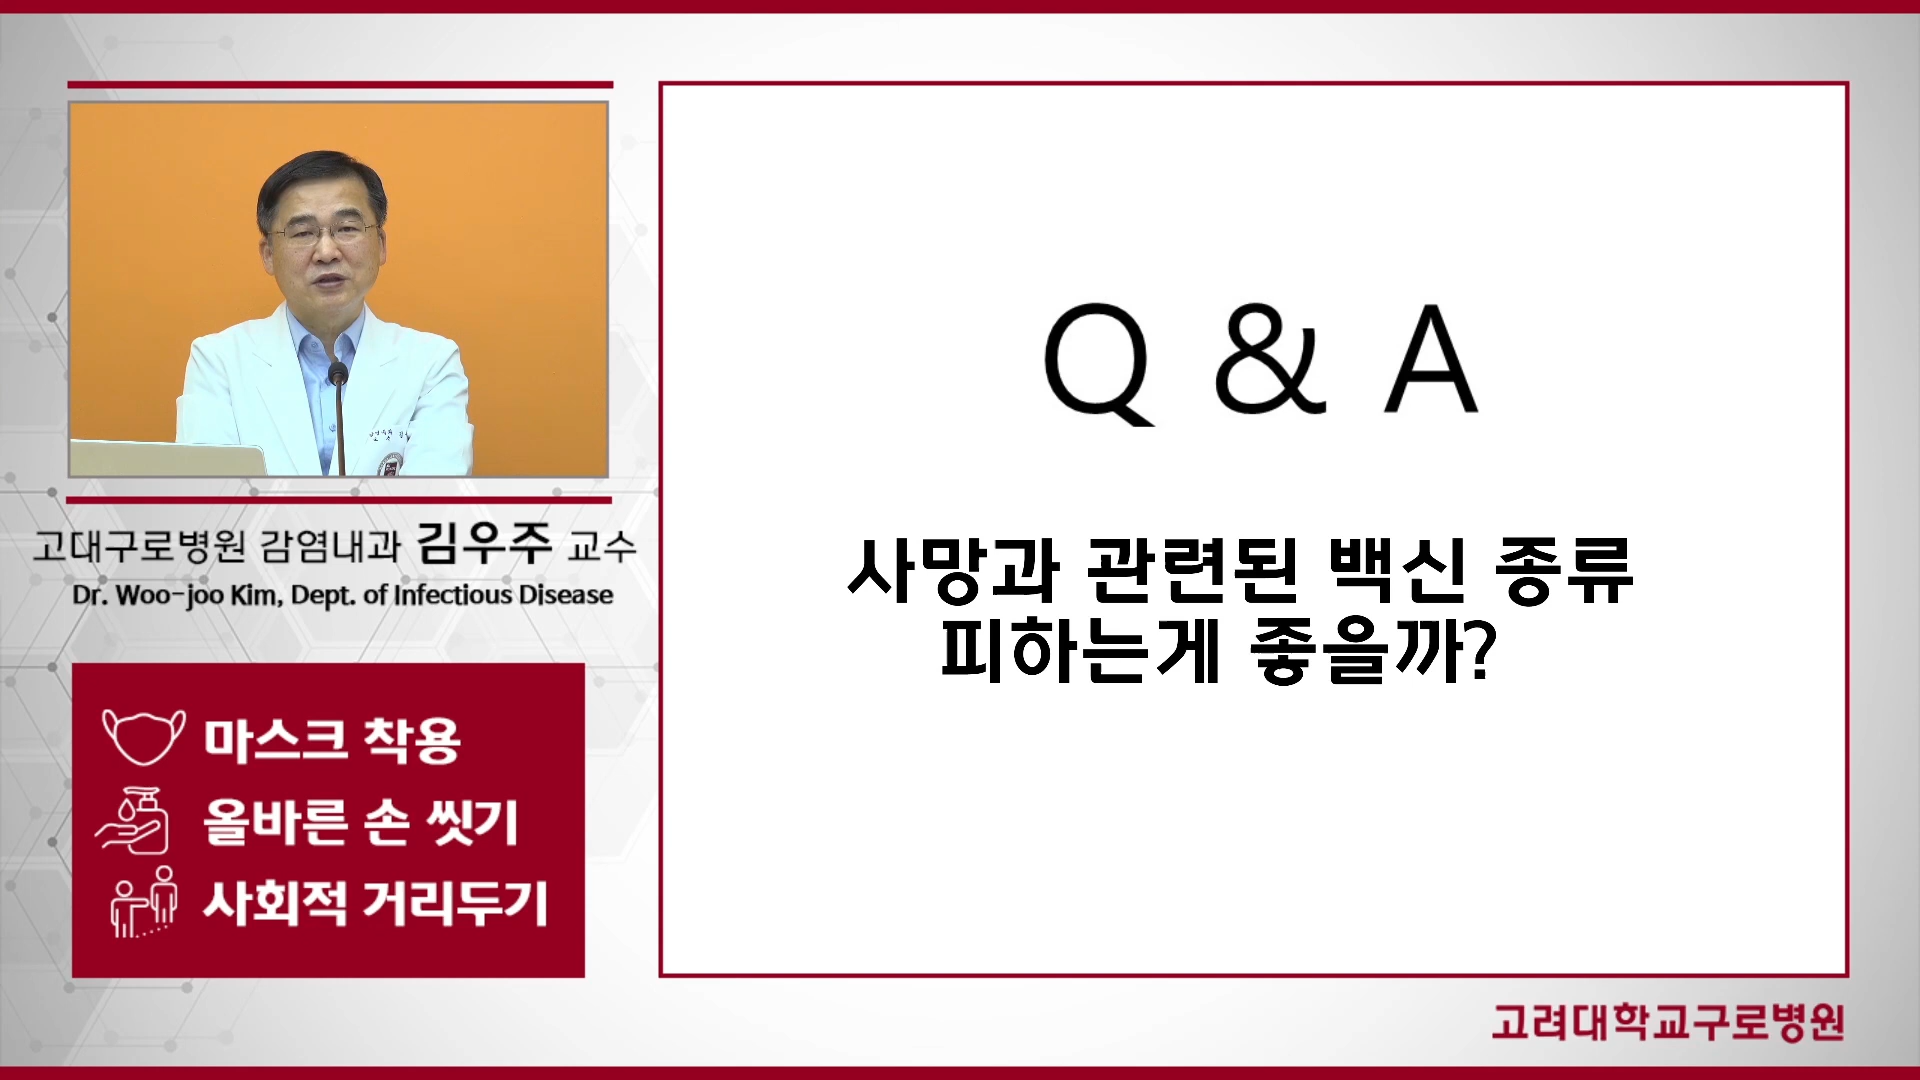 고대구로병원 감염내과 김우주 교수
Dr. Woo-joo Kim, Dept. of Infectious Disease
마스크 착용
올바른 손 씻기
사회적 거리두기
Q & A
사망과 관련된 백신 종류
피하는게 좋을까?
고려대학교구로병원